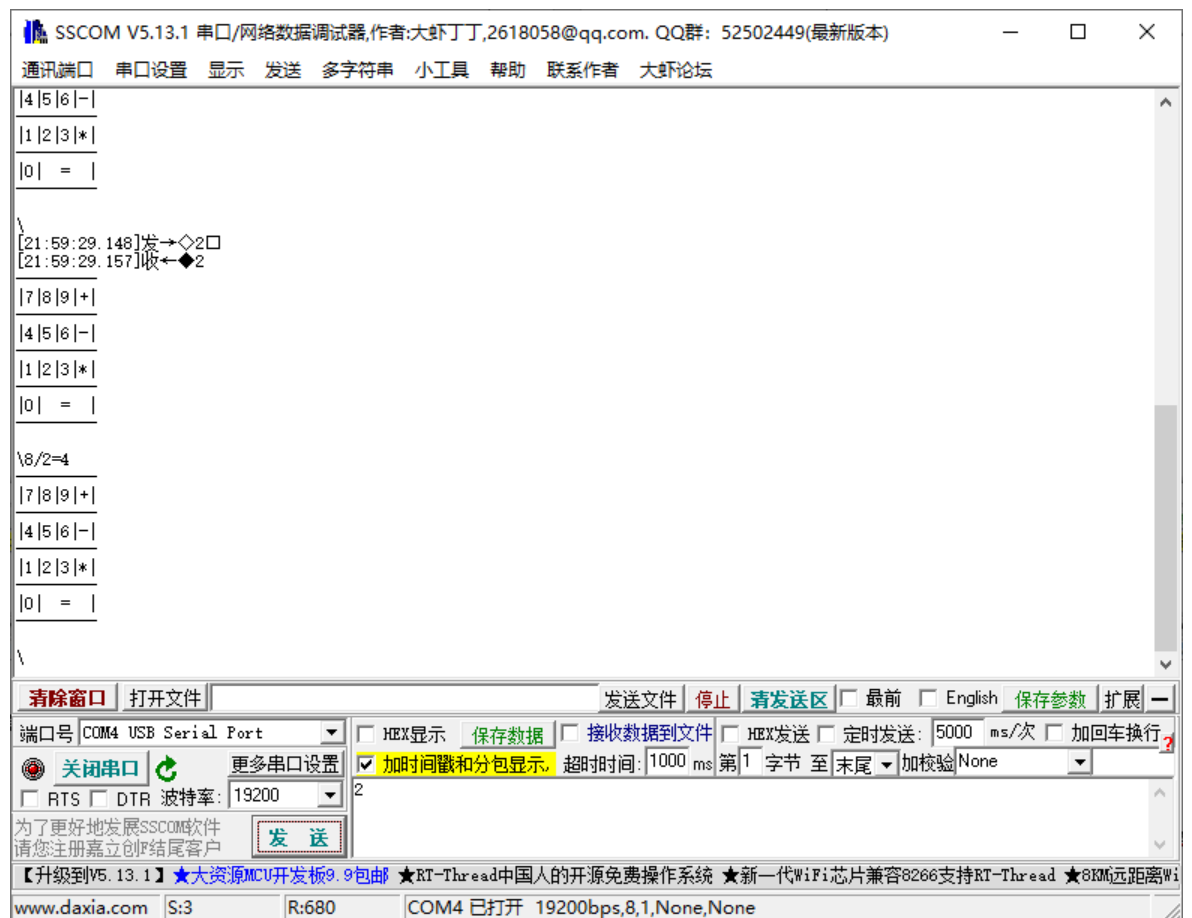 SSCOM V5.13.1 串口/网络数据调试器,作者:大虾丁丁,2618058@qq.com. QQ群: 52502449(最新版本)
通讯端口 串口设置 显示 发送 多字符串 小工具 帮助 联系作者 大虾论坛
|4|5|6|-|
|1|2|3|*|
|0| = |
\
[21:59:29.148]发→◇2□
[21:59:29.157]收←◆2
|7|8|9|+|
|4|5|6|-|
|1|2|3|*|
|0| = |
\8/2=4
|7|8|9|+|
|4|5|6|-|
|1|2|3|*|
|0| = |
\
清除窗口 打开文件 发送文件 停止 清发送区 最前 English 保存参数 扩展 —
端口号 COM4 USB Serial Port HEX显示 保存数据 接收数据到文件 HEX发送 定时发送: 5000 ms/次 加回车换行
关闭串口 更多串口设置 加时间戳和分包显示, 超时时间: 1000 ms 第1 字节 至 末尾 加校验 None ?
RTS DTR 波特率: 19200 2
为了更好地发展SSCOM软件
请您注册嘉立创F结尾客户 发 送
【升级到V5.13.1】★大资源MCU开发板9.9包邮 ★RT-Thread中国人的开源免费操作系统 ★新一代WiFi芯片兼容8266支持RT-Thread ★8KM远距离Wi
www.daxia.com S:3 R:680 COM4 已打开 19200bps,8,1,None,None